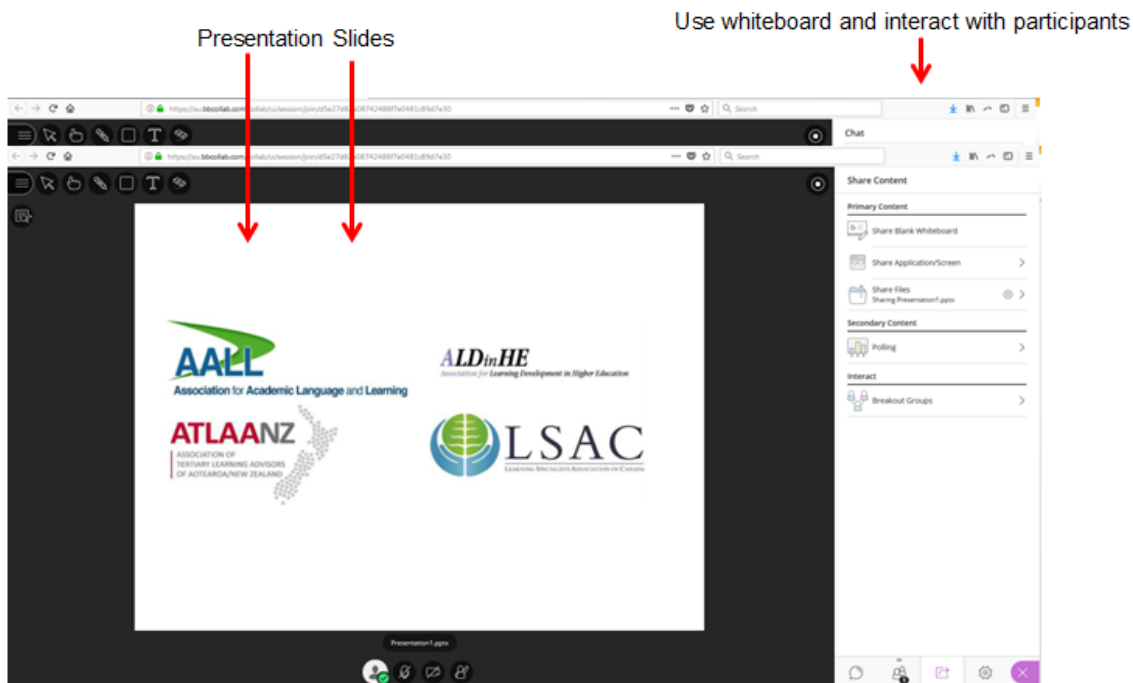 Use whiteboard and interact with participants
Presentation Slides
Search
Chat
Search
Share Content
Primary Content
Share Blank Whiteboard
Share Application/Screen
Share Files
Sharing Presentation1.pptx
Secondary Content
Polling
Interact
Breakout Groups
AALL
Association for Academic Language and Learning
ALDinHE
Association for Learning Development in Higher Education
ATLAANZ
ASSOCIATION OF
TERTIARY LEARNING ADVISORS
OF AOTEAROA/NEW ZEALAND
LSAC
LEARNING SPECIALISTS ASSOCIATION OF CANADA
Presentation1.pptx